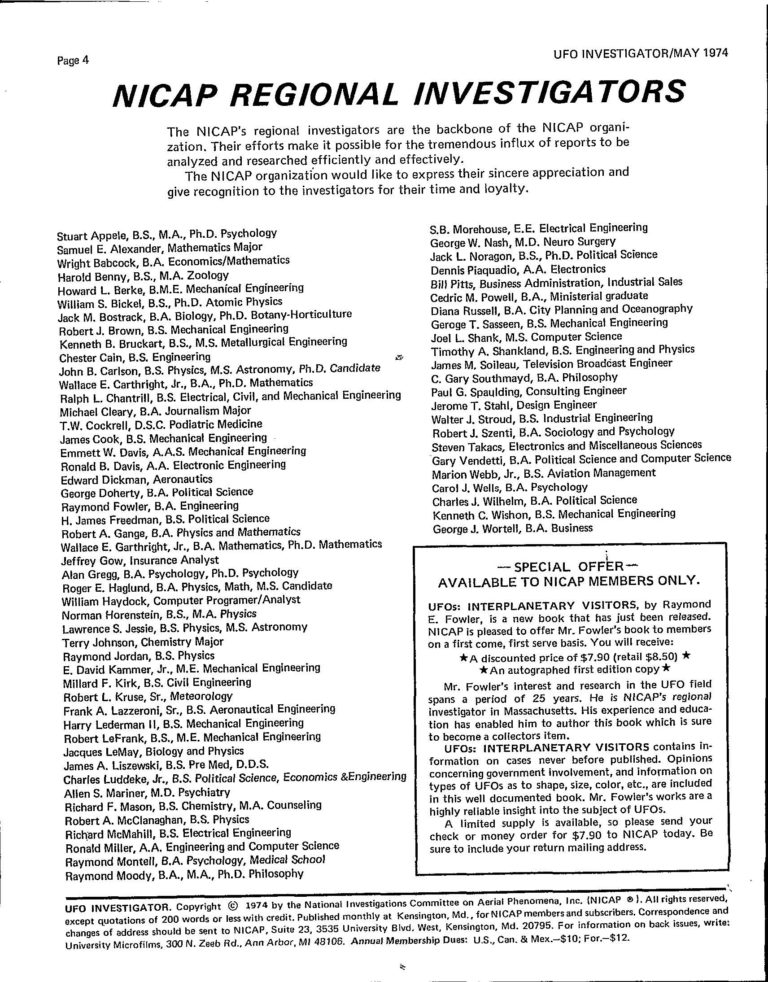 Page 4
UFO INVESTIGATOR/MAY 1974
NICAP REGIONAL INVESTIGATORS
The NICAP's regional investigators are the backbone of the NICAP organi-
zation. Their efforts make it possible for the tremendous influx of reports to be
analyzed and researched efficiently and effectively.
The NICAP organization would like to express their sincere appreciation and
give recognition to the investigators for their time and loyalty.
Stuart Appele, B.S., M.A., Ph.D. Psychology
Samuel E. Alexander, Mathematics Major
Wright Babcock, B.A. Economics/Mathematics
Harold Benny, B.S., M.A. Zoology
Howard L. Berke, B.M.E. Mechanical Engineering
William S. Bickel, B.S., Ph.D. Atomic Physics
Jack M. Bostrack, B.A. Biology, Ph.D. Botany-Horticulture
Robert J. Brown, B.S. Mechanical Engineering
Kenneth B. Bruckart, B.S., M.S. Metallurgical Engineering
Chester Cain, B.S. Engineering
John B. Carlson, B.S. Physics, M.S. Astronomy, Ph.D. Candidate
Wallace E. Carthright, Jr., B.A., Ph.D. Mathematics
Ralph L. Chantrill, B.S. Electrical, Civil, and Mechanical Engineering
Michael Cleary, B.A. Journalism Major
T.W. Cockrell, D.S.C. Podiatric Medicine
James Cook, B.S. Mechanical Engineering
Emmett W. Davis, A.A.S. Mechanical Engineering
Ronald B. Davis, A.A. Electronic Engineering
Edward Dickman, Aeronautics
George Doherty, B.A. Political Science
Raymond Fowler, B.A. Engineering
H. James Freedman, B.S. Political Science
Robert A. Gange, B.A. Physics and Mathematics
Wallace E. Garthright, Jr., B.A. Mathematics, Ph.D. Mathematics
Jeffrey Gow, Insurance Analyst
Alan Gregg, B.A. Psychology, Ph.D. Psychology
Roger E. Haglund, B.A. Physics, Math, M.S. Candidate
William Haydock, Computer Programer/Analyst
Norman Horenstein, B.S., M.A. Physics
Lawrence S. Jessie, B.S. Physics, M.S. Astronomy
Terry Johnson, Chemistry Major
Raymond Jordan, B.S. Physics
E. David Kammer, Jr., M.E. Mechanical Engineering
Millard F. Kirk, B.S. Civil Engineering
Robert L. Kruse, Sr., Meteorology
Frank A. Lazzeroni, Sr., B.S. Aeronautical Engineering
Harry Lederman II, B.S. Mechanical Engineering
Robert LeFrank, B.S., M.E. Mechanical Engineering
Jacques LeMay, Biology and Physics
James A. Liszewski, B.S. Pre Med, D.D.S.
Charles Luddeke, Jr., B.S. Political Science, Economics &Engineering
Allen S. Mariner, M.D. Psychiatry
Richard F. Mason, B.S. Chemistry, M.A. Counseling
Robert A. McClanaghan, B.S. Physics
Richard McMahill, B.S. Electrical Engineering
Ronald Miller, A.A. Engineering and Computer Science
Raymond Montell, B.A. Psychology, Medical School
Raymond Moody, B.A., M.A., Ph.D. Philosophy
S.B. Morehouse, E.E. Electrical Engineering
George W. Nash, M.D. Neuro Surgery
Jack L. Noragon, B.S., Ph.D. Political Science
Dennis Piaquadio, A.A. Electronics
Bill Pitts, Business Administration, Industrial Sales
Cedric M. Powell, B.A., Ministerial graduate
Diana Russell, B.A. City Planning and Oceanography
Geroge T. Sasseen, B.S. Mechanical Engineering
Joel L. Shank, M.S. Computer Science
Timothy A. Shankland, B.S. Engineering and Physics
James M. Soileau, Television Broadcast Engineer
C. Gary Southmayd, B.A. Philosophy
Paul G. Spaulding, Consulting Engineer
Jerome T. Stahl, Design Engineer
Walter J. Stroud, B.S. Industrial Engineering
Robert J. Szenti, B.A. Sociology and Psychology
Steven Takacs, Electronics and Miscellaneous Sciences
Gary Vendetti, B.A. Political Science and Computer Science
Marion Webb, Jr., B.S. Aviation Management
Carol J. Wells, B.A. Psychology
Charles J. Wilhelm, B.A. Political Science
Kenneth C. Wishon, B.S. Mechanical Engineering
George J. Wortell, B.A. Business
— SPECIAL OFFER—
AVAILABLE TO NICAP MEMBERS ONLY.
UFOs: INTERPLANETARY VISITORS, by Raymond
E. Fowler, is a new book that has just been released.
NICAP is pleased to offer Mr. Fowler's book to members
on a first come, first serve basis. You will receive:
★A discounted price of $7.90 (retail $8.50) ★
★An autographed first edition copy★
Mr. Fowler's interest and research in the UFO field
spans a period of 25 years. He is NICAP's regional
investigator in Massachusetts. His experience and educa-
tion has enabled him to author this book which is sure
to become a collectors item.
UFOs: INTERPLANETARY VISITORS contains in-
formation on cases never before published. Opinions
concerning government involvement, and information on
types of UFOs as to shape, size, color, etc., are included
in this well documented book. Mr. Fowler's works are a
highly reliable insight into the subject of UFOs.
A limited supply is available, so please send your
check or money order for $7.90 to NICAP today. Be
sure to include your return mailing address.
UFO INVESTIGATOR. Copyright © 1974 by the National Investigations Committee on Aerial Phenomena, Inc. (NICAP ®). All rights reserved,
except quotations of 200 words or less with credit. Published monthly at Kensington, Md., for NICAP members and subscribers. Correspondence and
changes of address should be sent to NICAP, Suite 23, 3535 University Blvd. West, Kensington, Md. 20795. For information on back issues, write:
University Microfilms, 300 N. Zeeb Rd., Ann Arbor, MI 48106. Annual Membership Dues: U.S., Can. & Mex.—$10; For.—$12.